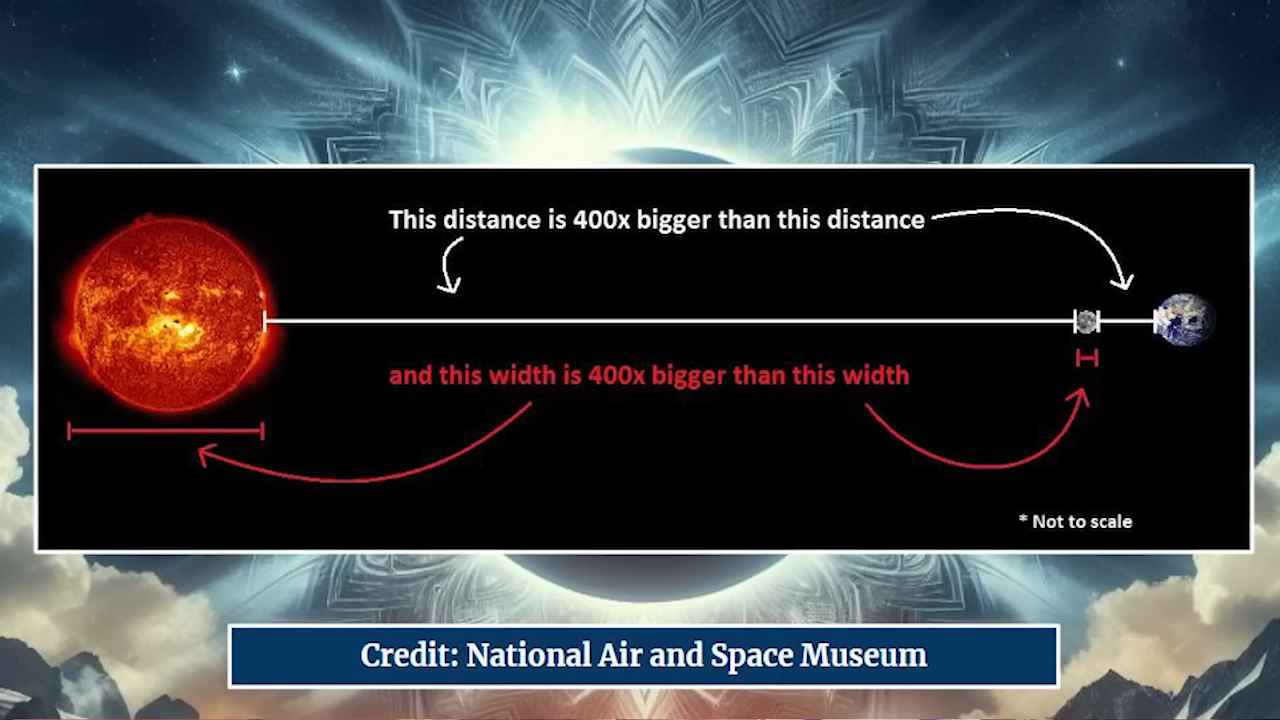 This distance is 400x bigger than this distance
and this width is 400x bigger than this width
* Not to scale
Credit: National Air and Space Museum